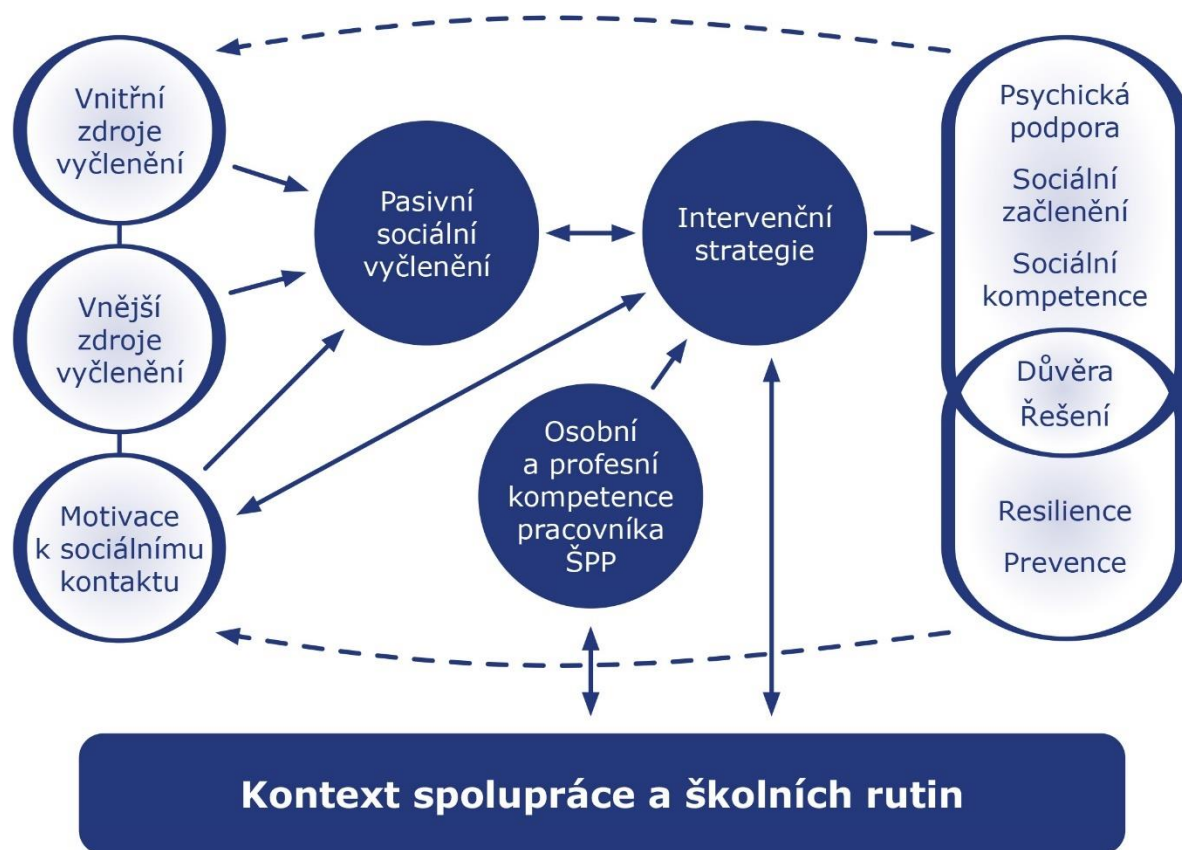 Vnitřní
zdroje
vyčlenění
Vnější
zdroje
vyčlenění
Motivace
k sociálnímu
kontaktu
Pasivní
sociální
vyčlenění
Intervenční
strategie
Osobní
a profesní
kompetence
pracovníka
ŠPP
Psychická
podpora
Sociální
začlenění
Sociální
kompetence
Důvěra
Řešení
Resilience
Prevence
Kontext spolupráce a školních rutin